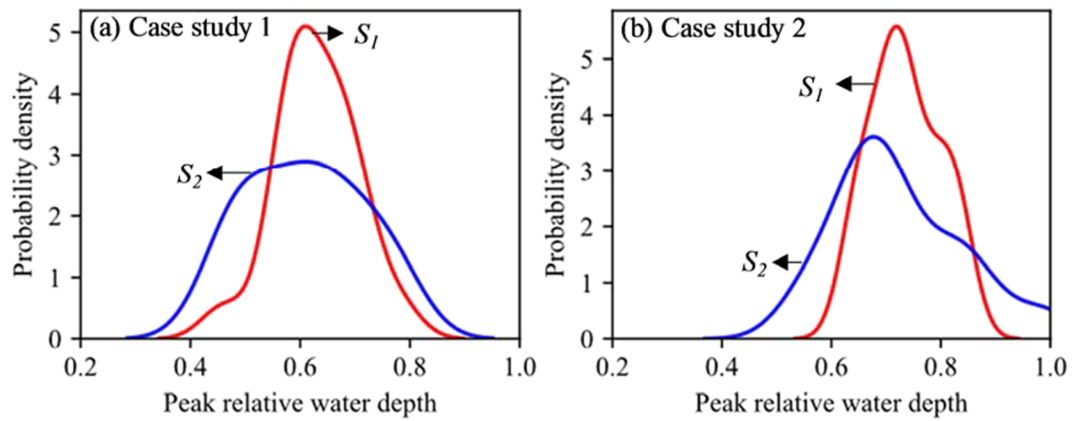 (a) Case study 1
S1
S2
Probability density
5
4
3
2
1
0
0.2 0.4 0.6 0.8 1.0
Peak relative water depth
(b) Case study 2
S1
S2
Probability density
5
4
3
2
1
0
0.2 0.4 0.6 0.8 1.0
Peak relative water depth